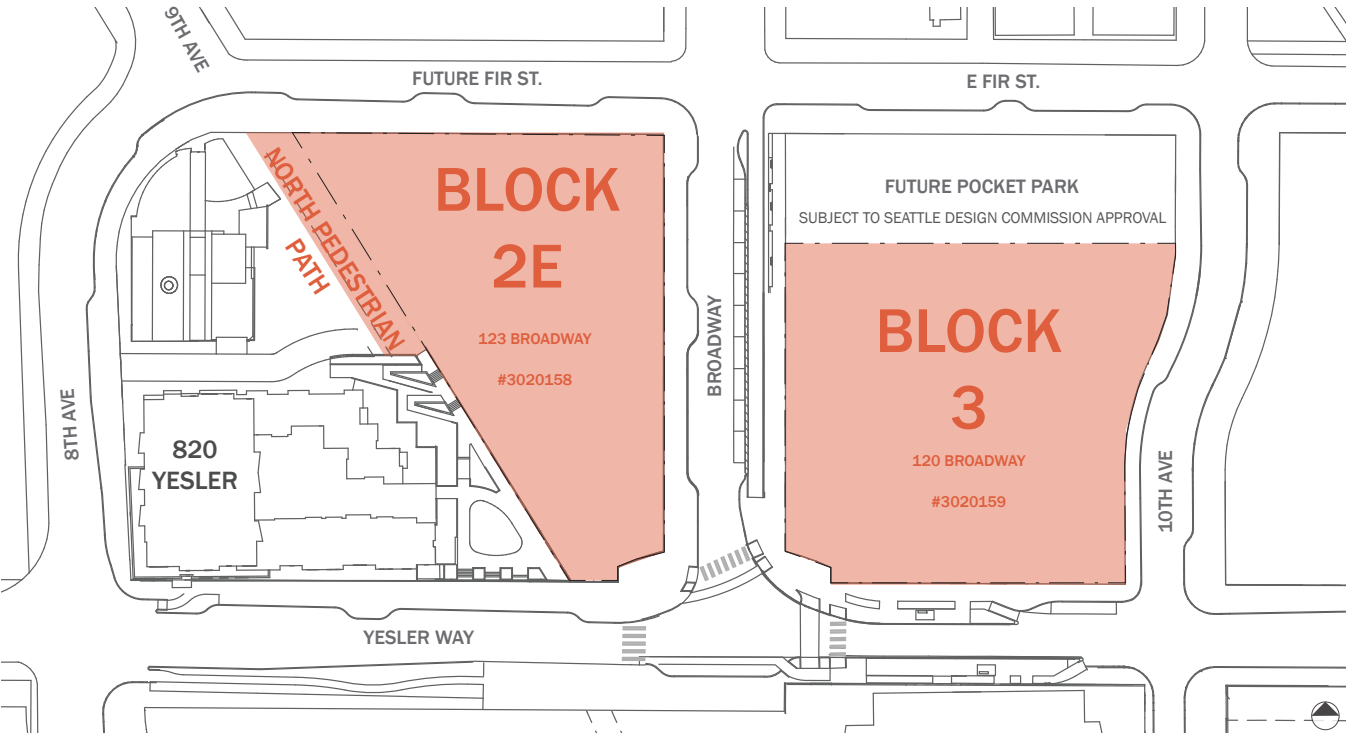 9TH AVE
FUTURE FIR ST.
E FIR ST.
NORTH PEDESTRIAN
PATH
BLOCK
2E
123 BROADWAY
#3020158
FUTURE POCKET PARK
SUBJECT TO SEATTLE DESIGN COMMISSION APPROVAL
BLOCK
3
120 BROADWAY
#3020159
BROADWAY
8TH AVE
820
YESLER
10TH AVE
YESLER WAY